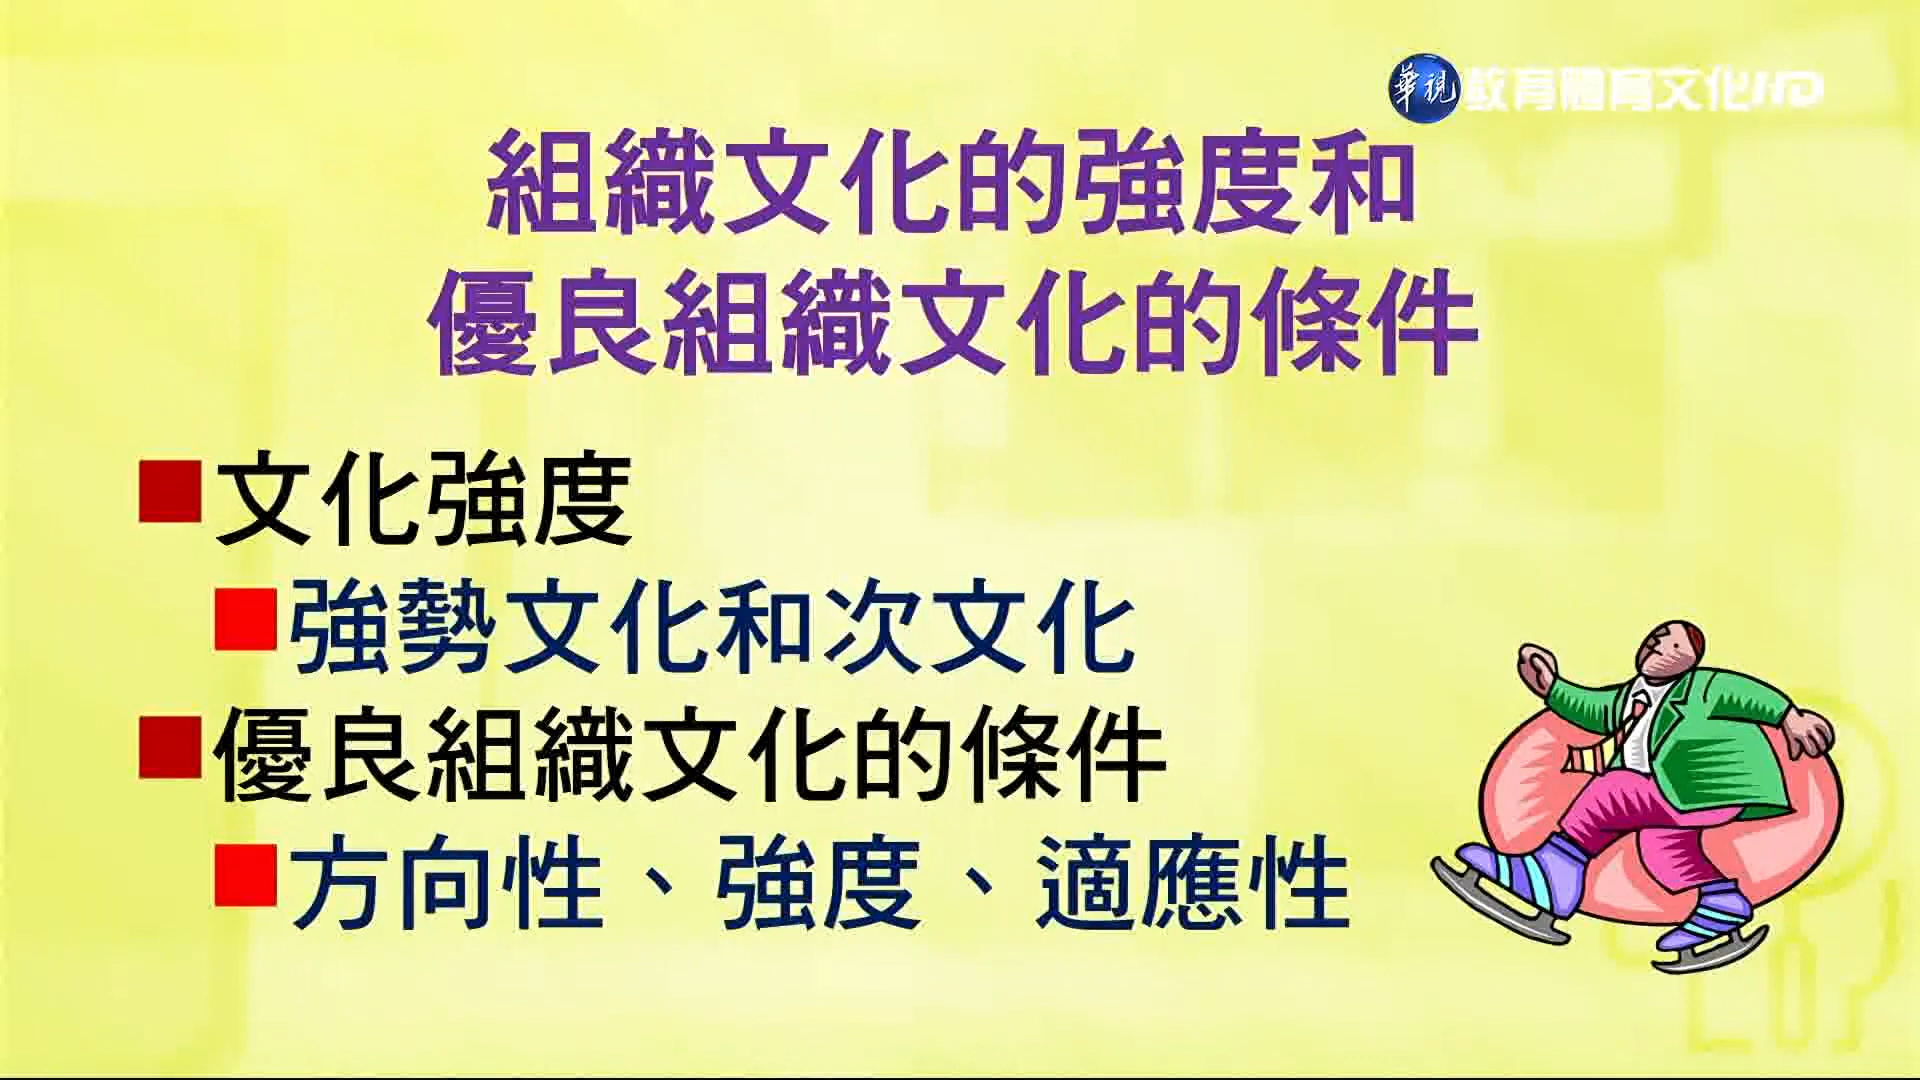 華視 教育體育文化HD
組織文化的強度和
優良組織文化的條件
文化強度
強勢文化和次文化
優良組織文化的條件
方向性、強度、適應性